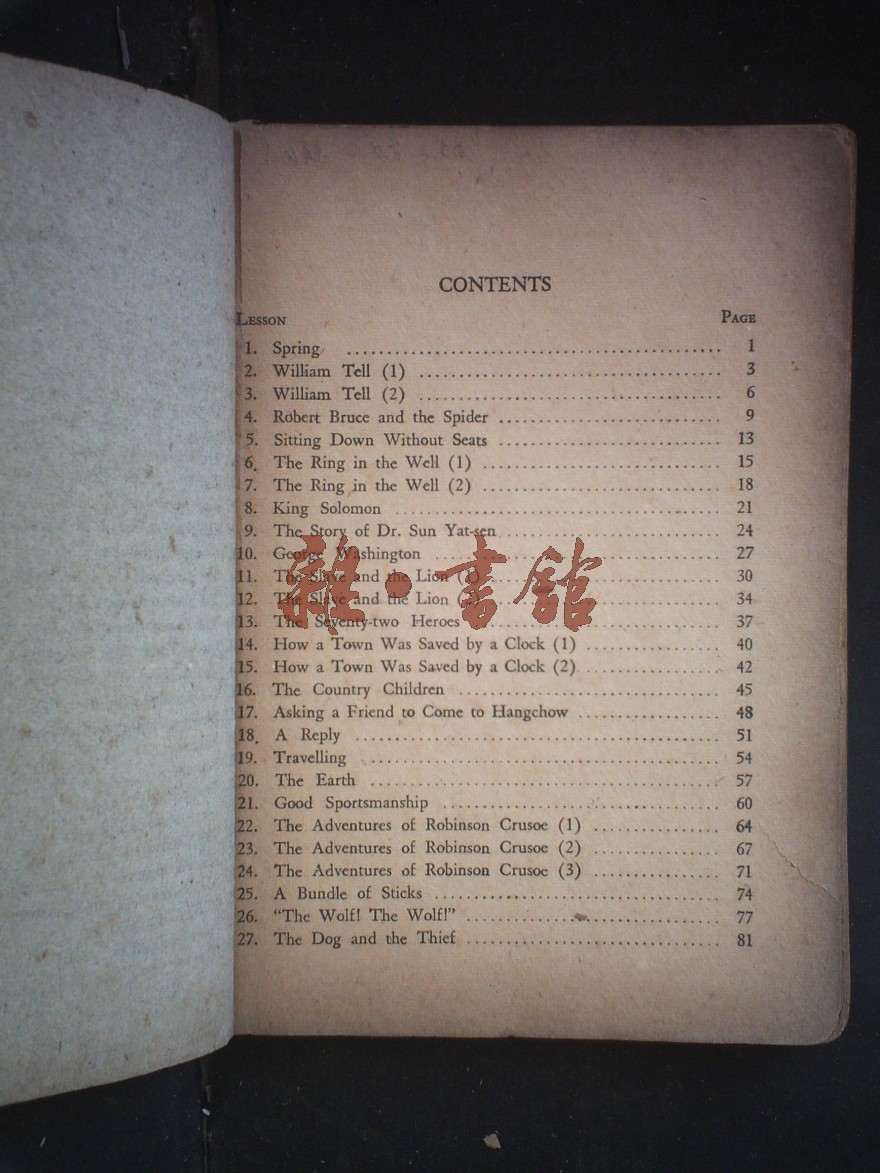 CONTENTS
LESSON PAGE
1. Spring ........ 1
2. William Tell (1) ........ 3
3. William Tell (2) ........ 6
4. Robert Bruce and the Spider ........ 9
5. Sitting Down Without Seats ........ 13
6. The Ring in the Well (1) ........ 15
7. The Ring in the Well (2) ........ 18
8. King Solomon ........ 21
9. The Story of Dr. Sun Yat-sen ........ 24
10. George Washington ........ 27
11. The Slave and the Lion (1) ........ 30
12. The Slave and the Lion ........ 34
13. The Seventy-two Heroes ........ 37
14. How a Town Was Saved by a Clock (1) ........ 40
15. How a Town Was Saved by a Clock (2) ........ 42
16. The Country Children ........ 45
17. Asking a Friend to Come to Hangchow ........ 48
18. A Reply ........ 51
19. Travelling ........ 54
20. The Earth ........ 57
21. Good Sportsmanship ........ 60
22. The Adventures of Robinson Crusoe (1) ........ 64
23. The Adventures of Robinson Crusoe (2) ........ 67
24. The Adventures of Robinson Crusoe (3) ........ 71
25. A Bundle of Sticks ........ 74
26. "The Wolf! The Wolf!" ........ 77
27. The Dog and the Thief ........ 81
雜·書館